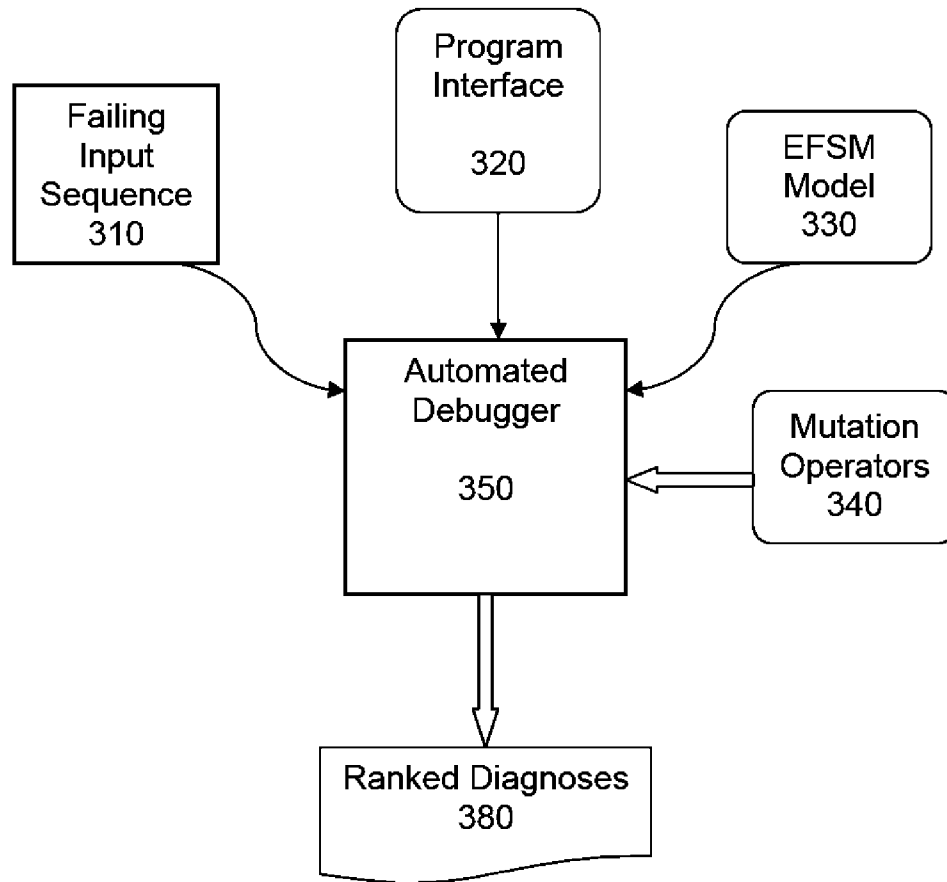 Program
Interface
320
Failing
Input
Sequence
310
EFSM
Model
330
Automated
Debugger
350
Mutation
Operators
340
Ranked Diagnoses
380